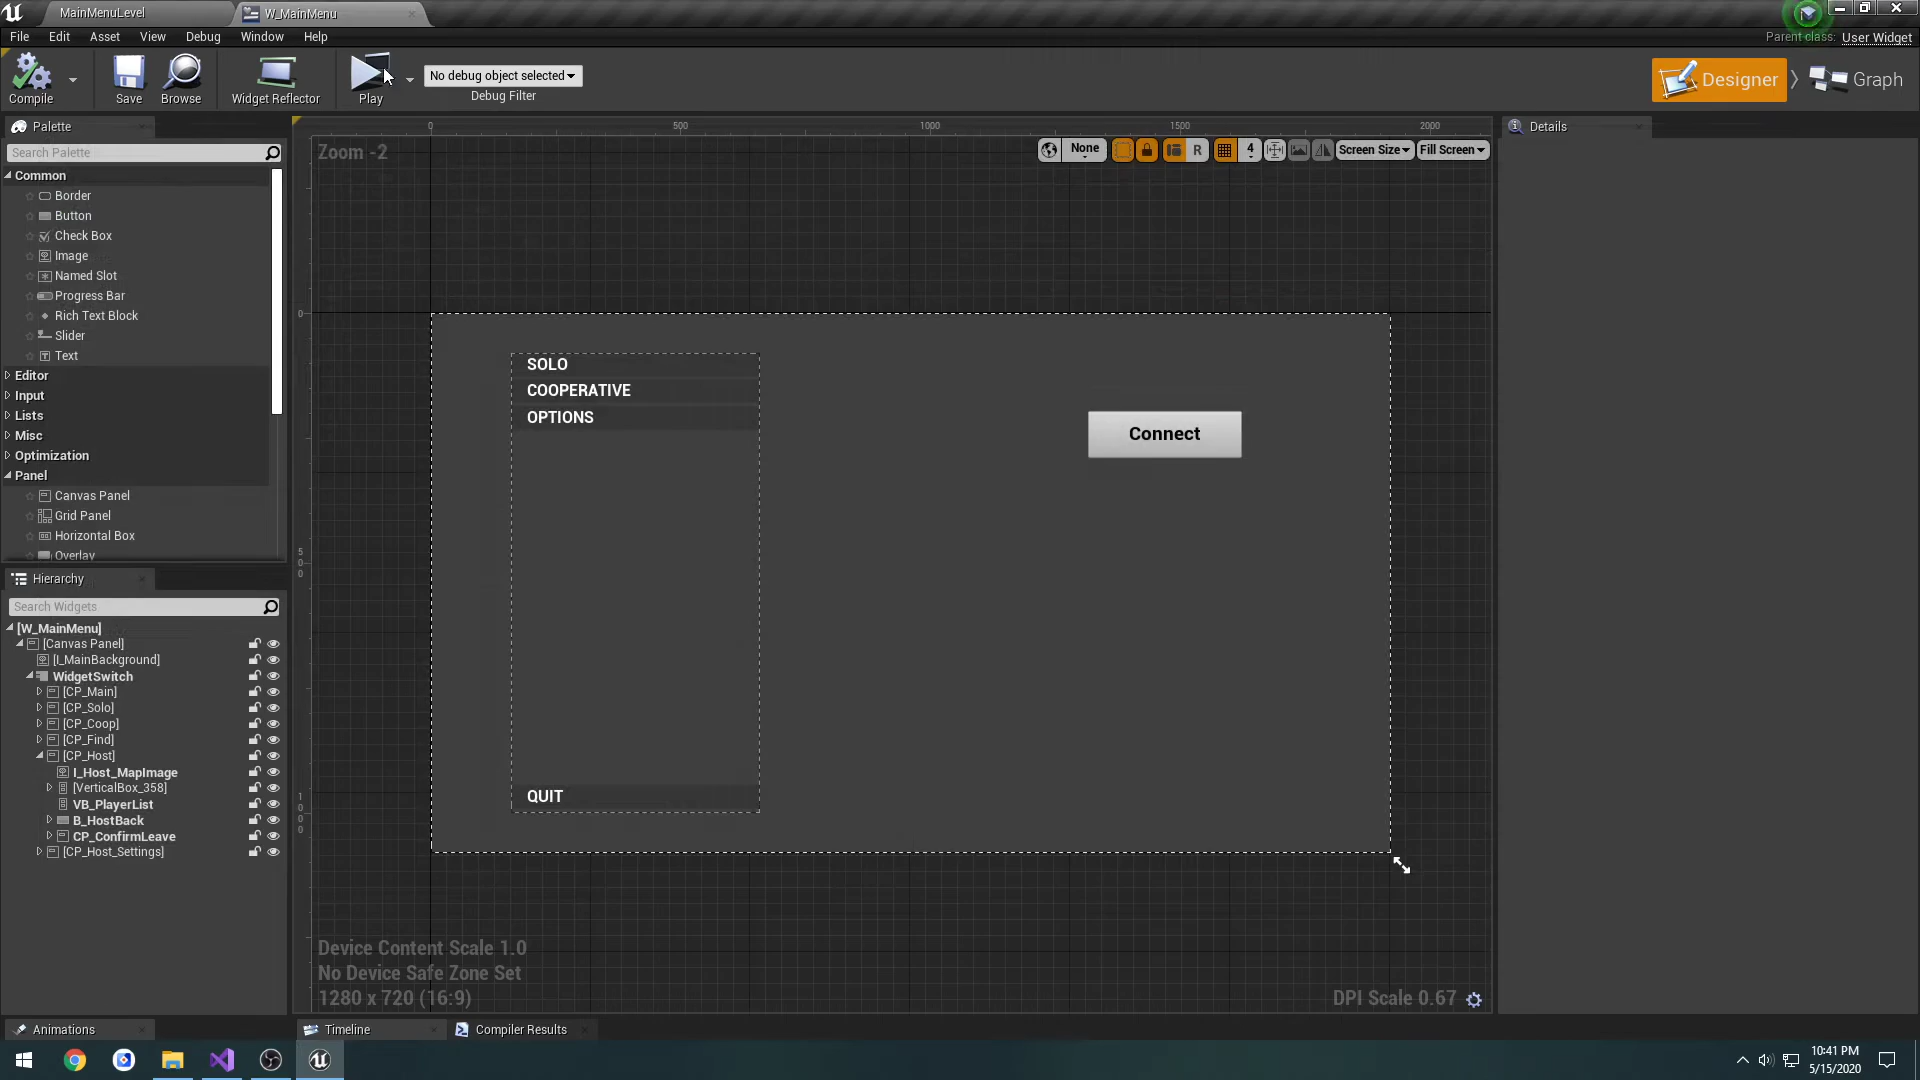 MainMenuLevel
W_MainMenu
File Edit Asset View Debug Window Help
Parent class: User Widget
Compile Save Browse Widget Reflector Play
No debug object selected
Debug Filter
Designer Graph
Palette
Search Palette
Common
Border
Button
Check Box
Image
Named Slot
Progress Bar
Rich Text Block
Slider
Text
Editor
Input
Lists
Misc
Optimization
Panel
Canvas Panel
Grid Panel
Horizontal Box
Overlay
Hierarchy
Search Widgets
[W_MainMenu]
[Canvas Panel]
[I_MainBackground]
WidgetSwitch
[CP_Main]
[CP_Solo]
[CP_Coop]
[CP_Find]
[CP_Host]
I_Host_MapImage
[VerticalBox_358]
VB_PlayerList
B_HostBack
CP_ConfirmLeave
[CP_Host_Settings]
Animations
0 500 1000 1500 2000
Zoom -2
None R 4 Screen Size Fill Screen
0
500
1000
SOLO
COOPERATIVE
OPTIONS
QUIT
Connect
Device Content Scale 1.0
No Device Safe Zone Set
1280 x 720 (16:9)
DPI Scale 0.67
Timeline
Compiler Results
Details
10:41 PM
5/15/2020